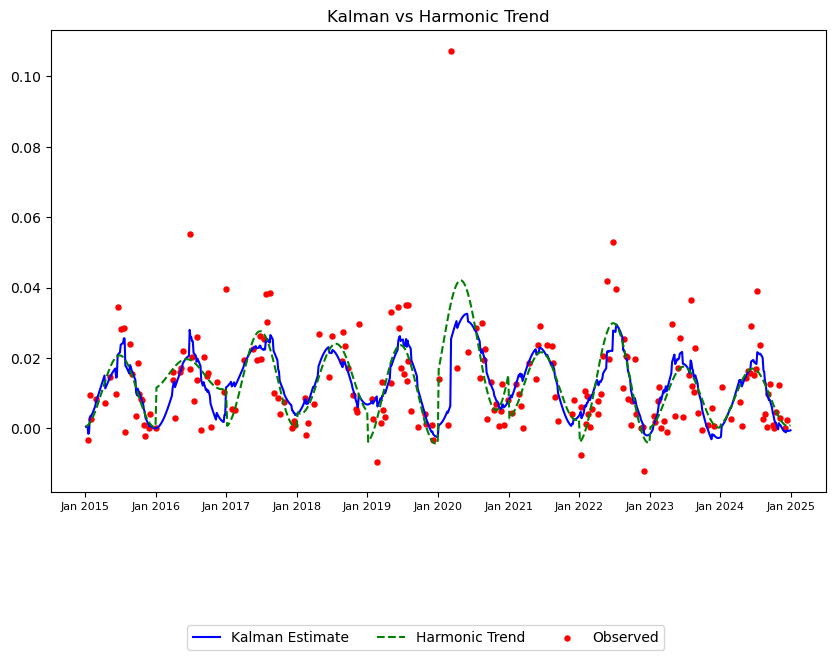 Kalman vs Harmonic Trend
0.10
0.08
0.06
0.04
0.02
0.00
Jan 2015 Jan 2016 Jan 2017 Jan 2018 Jan 2019 Jan 2020 Jan 2021 Jan 2022 Jan 2023 Jan 2024 Jan 2025
Kalman Estimate Harmonic Trend Observed